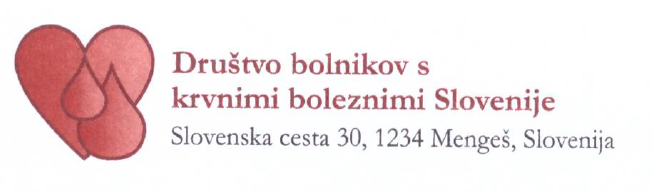 Društvo bolnikov s
krvnimi boleznimi Slovenije
Slovenska cesta 30, 1234 Mengeš, Slovenija